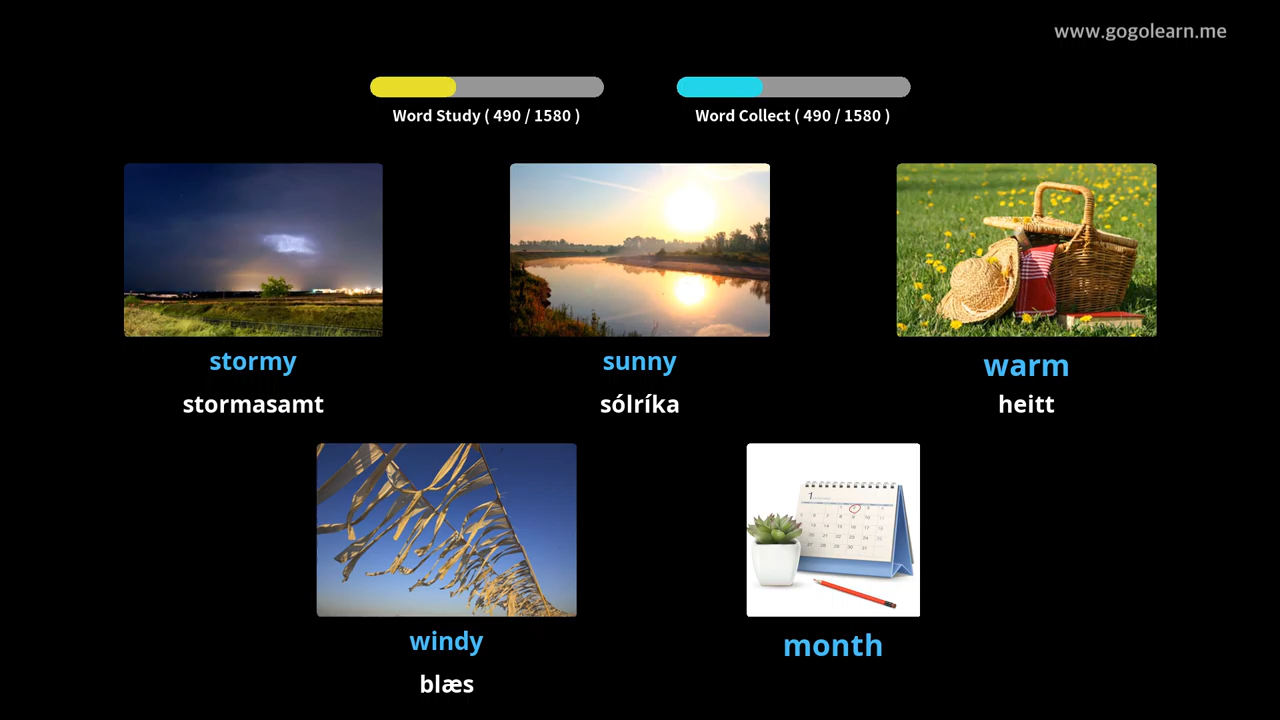 www.gogolearn.me
Word Study ( 490 / 1580 )
Word Collect ( 490 / 1580 )
stormy
stormasamt
sunny
sólríka
warm
heitt
windy
blæs
month